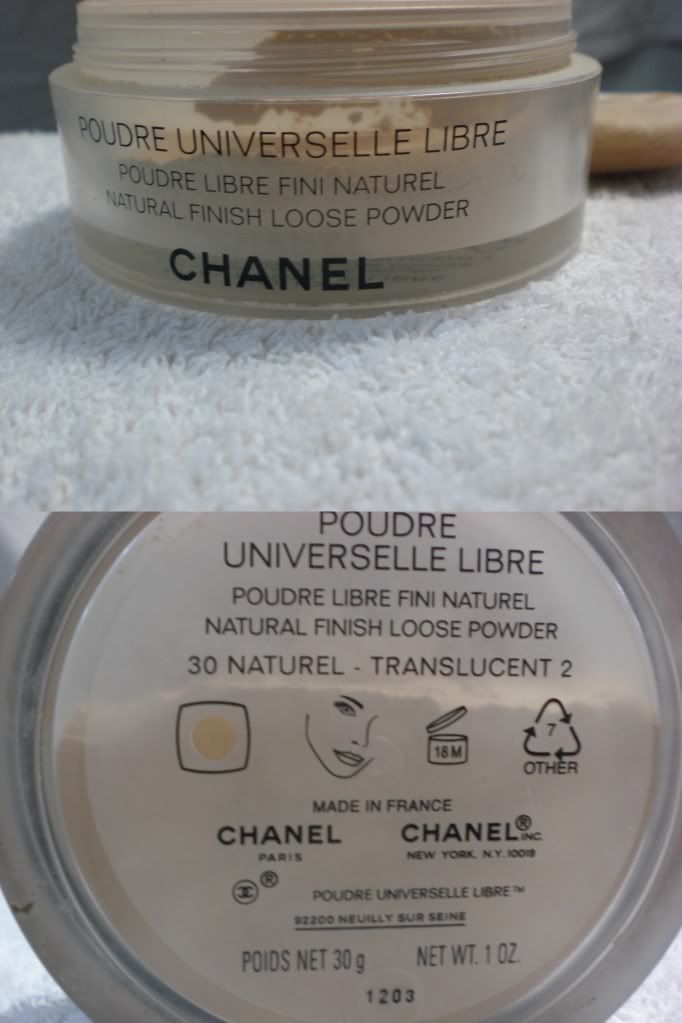 POUDRE UNIVERSELLE LIBRE
POUDRE LIBRE FINI NATUREL
NATURAL FINISH LOOSE POWDER
CHANEL
POUDRE
UNIVERSELLE LIBRE
POUDRE LIBRE FINI NATUREL
NATURAL FINISH LOOSE POWDER
30 NATUREL - TRANSLUCENT 2
18 M
7
OTHER
MADE IN FRANCE
CHANEL CHANEL® INC.
PARIS NEW YORK, N.Y. 10019
® POUDRE UNIVERSELLE LIBRE™
92200 NEUILLY SUR SEINE
POIDS NET 30 g NET WT. 1 OZ.
1203